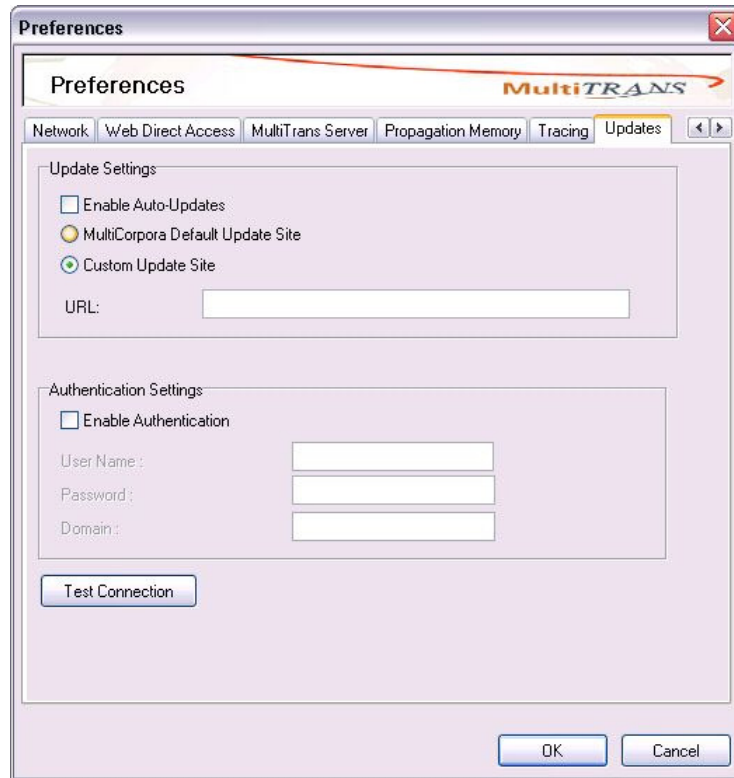 Preferences
Preferences
MultiTRANS
Network Web Direct Access MultiTrans Server Propagation Memory Tracing Updates
Update Settings
Enable Auto-Updates
MultiCorpora Default Update Site
Custom Update Site
URL:
Authentication Settings
Enable Authentication
User Name :
Password :
Domain :
Test Connection
OK Cancel